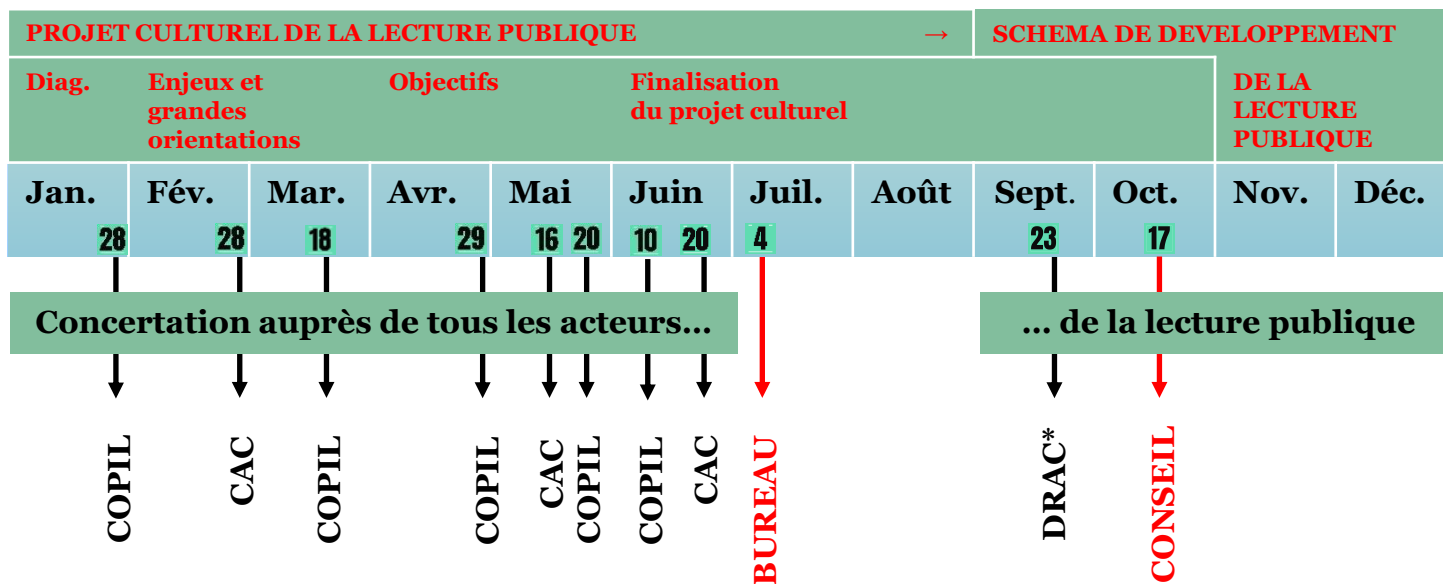 PROJET CULTUREL DE LA LECTURE PUBLIQUE → SCHEMA DE DEVELOPPEMENT
Diag.
Enjeux et
grandes
orientations
Objectifs
Finalisation
du projet culturel
DE LA
LECTURE
PUBLIQUE
Jan. Fév. Mar. Avr. Mai Juin Juil. Août Sept. Oct. Nov. Déc.
28 28 18 29 16 20 10 20 4 23 17
Concertation auprès de tous les acteurs...
... de la lecture publique
COPIL
CAC
COPIL
COPIL
CAC
COPIL
COPIL
CAC
BUREAU
DRAC*
CONSEIL